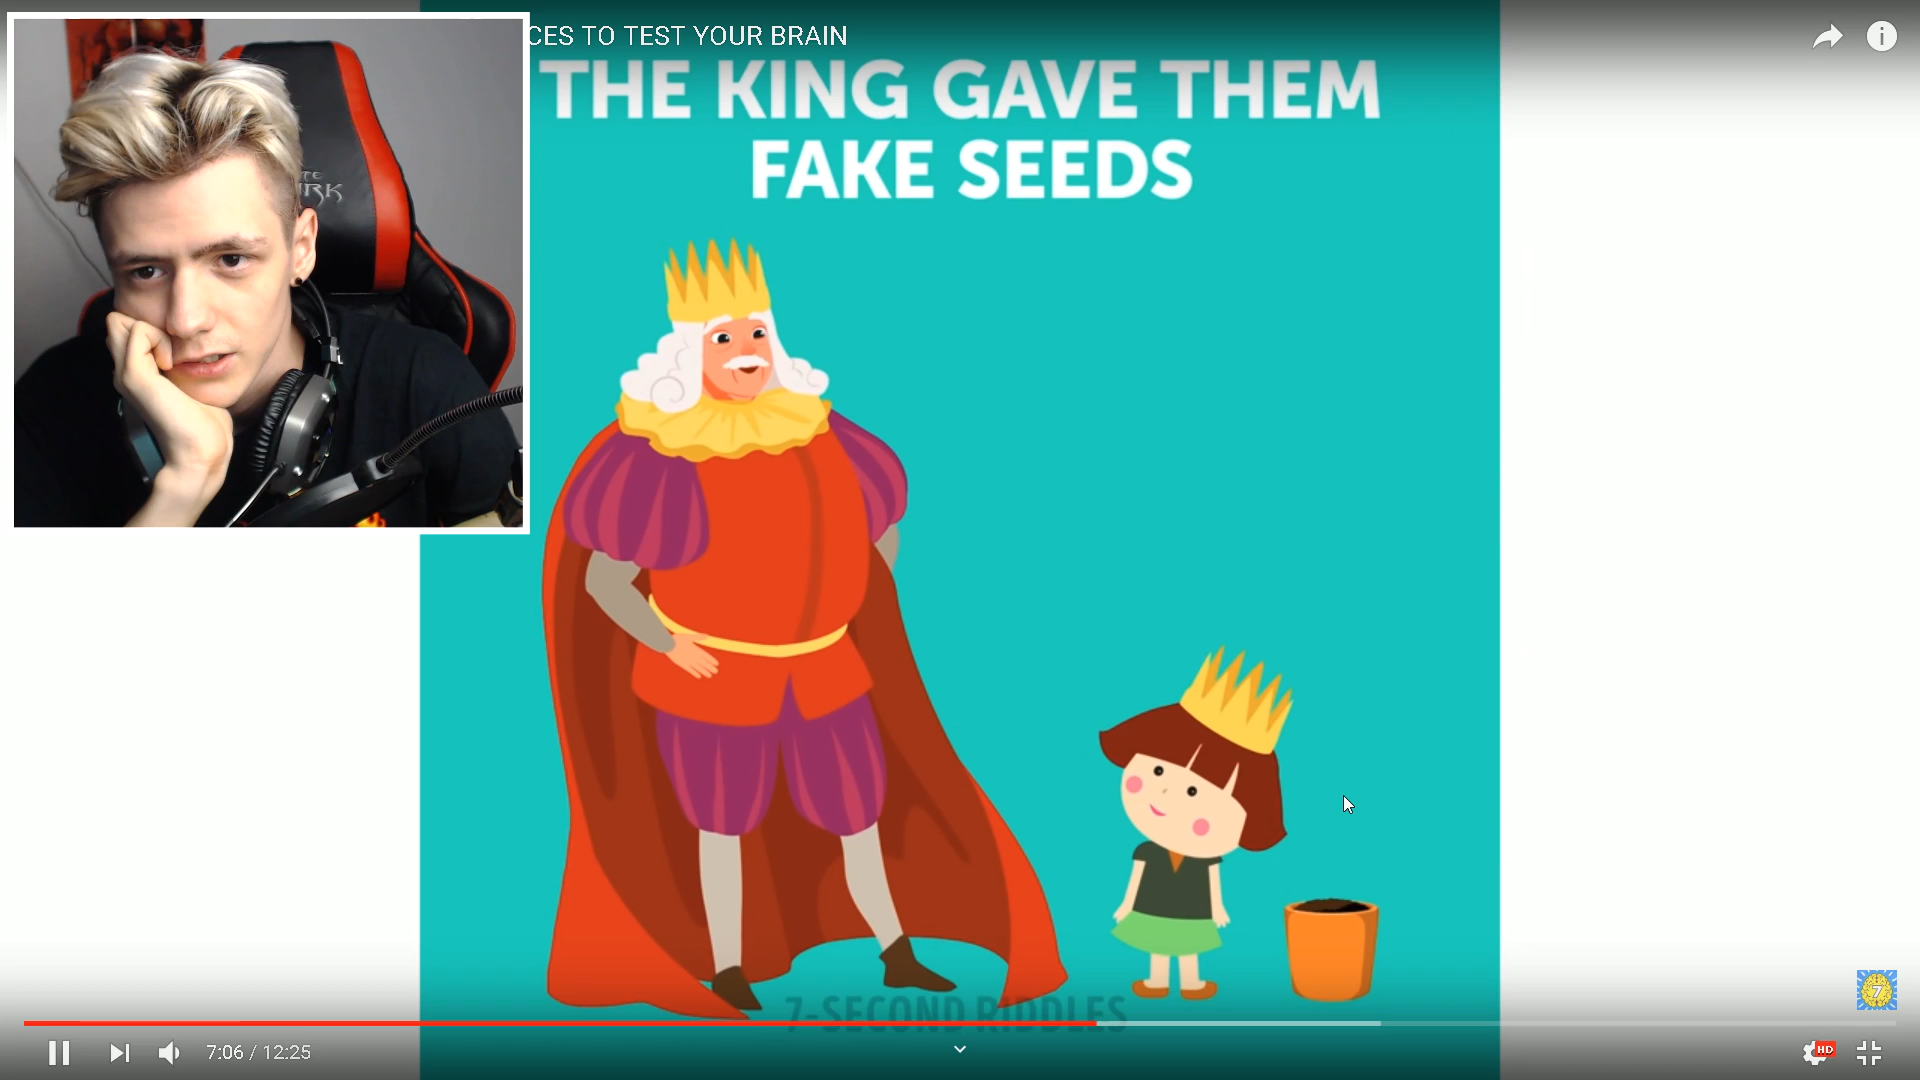 CES TO TEST YOUR BRAIN
THE KING GAVE THEM
FAKE SEEDS
7-SECOND RIDDLES
7
7:06 / 12:25
HD